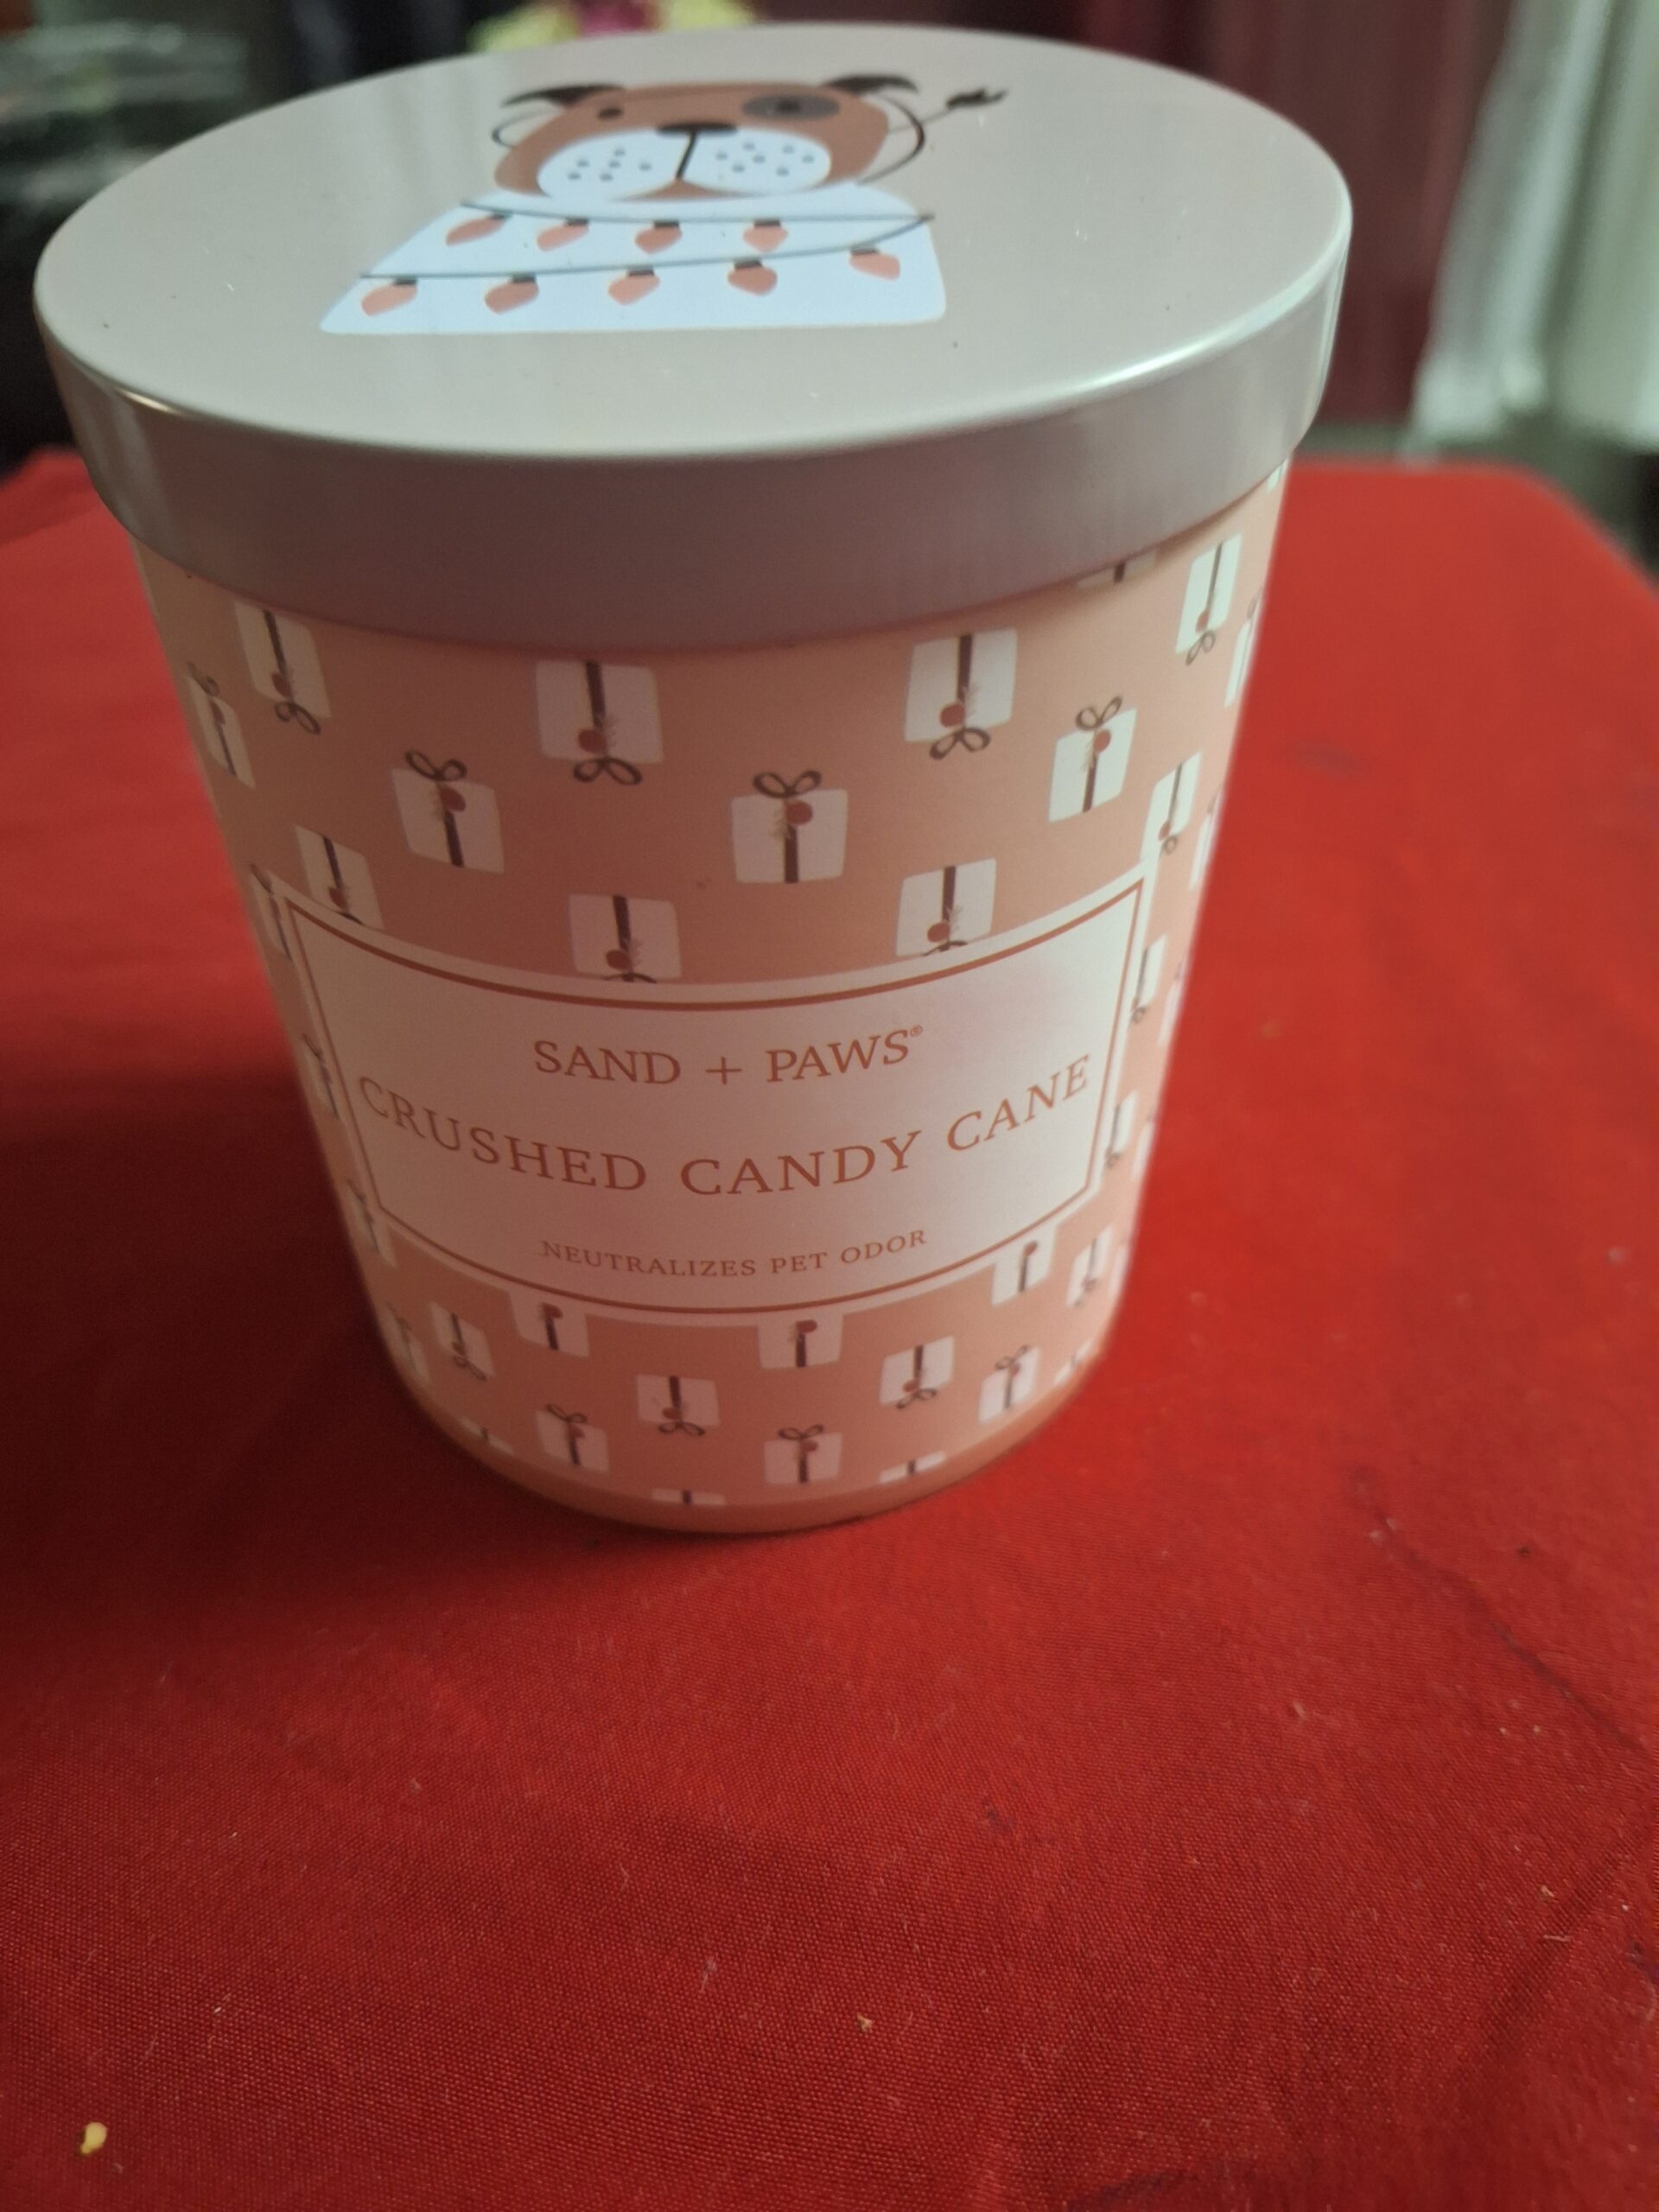 SAND + PAWS®
CRUSHED CANDY CANE
NEUTRALIZES PET ODOR